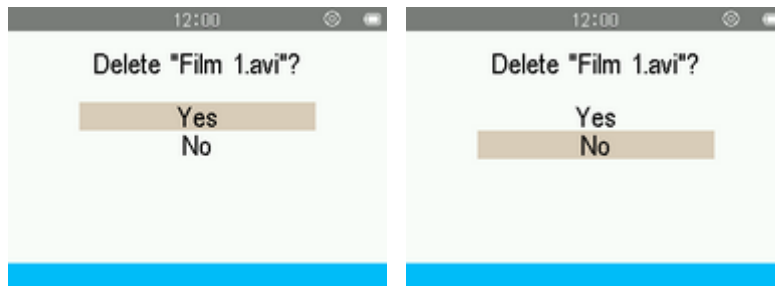 12:00
Delete "Film 1.avi"?
Yes
No
12:00
Delete "Film 1.avi"?
Yes
No